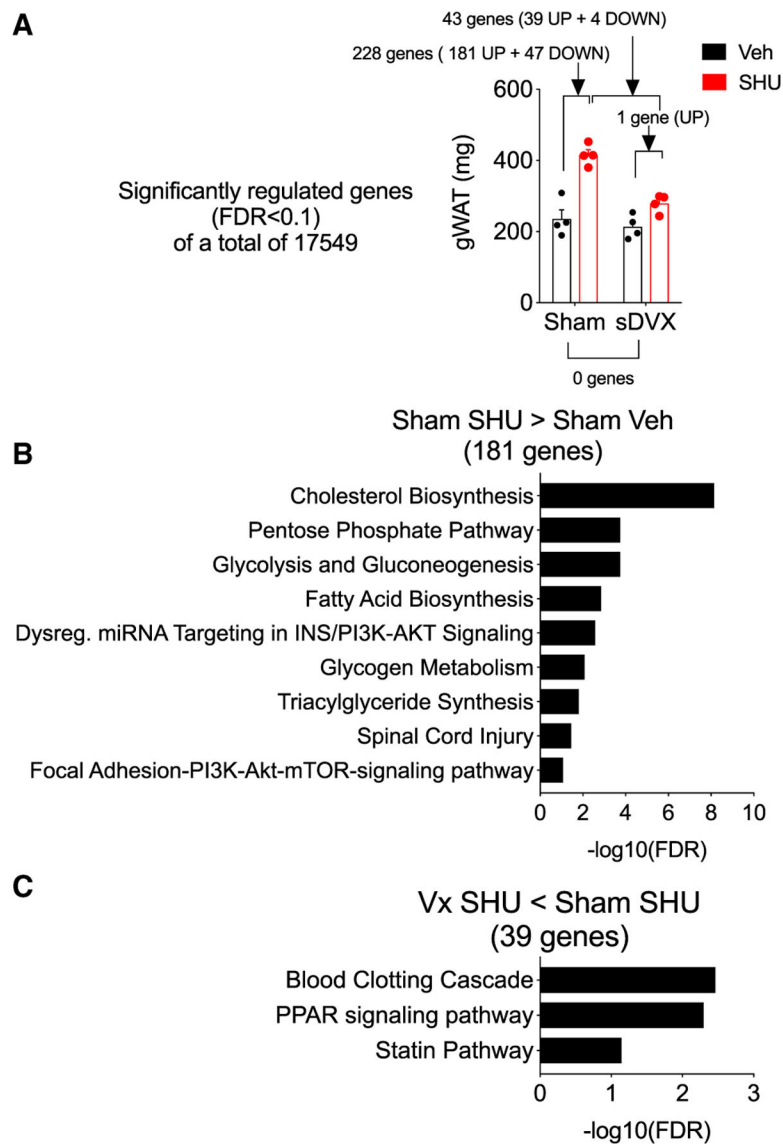 A
43 genes (39 UP + 4 DOWN)
228 genes ( 181 UP + 47 DOWN)
Veh
SHU
1 gene (UP)
Significantly regulated genes
(FDR<0.1)
of a total of 17549
gWAT (mg)
600
400
200
0
Sham sDVX
0 genes
B
Sham SHU > Sham Veh
(181 genes)
Cholesterol Biosynthesis
Pentose Phosphate Pathway
Glycolysis and Gluconeogenesis
Fatty Acid Biosynthesis
Dysreg. miRNA Targeting in INS/PI3K-AKT Signaling
Glycogen Metabolism
Triacylglyceride Synthesis
Spinal Cord Injury
Focal Adhesion-PI3K-Akt-mTOR-signaling pathway
0 2 4 6 8 10
-log10(FDR)
C
Vx SHU < Sham SHU
(39 genes)
Blood Clotting Cascade
PPAR signaling pathway
Statin Pathway
0 1 2 3
-log10(FDR)